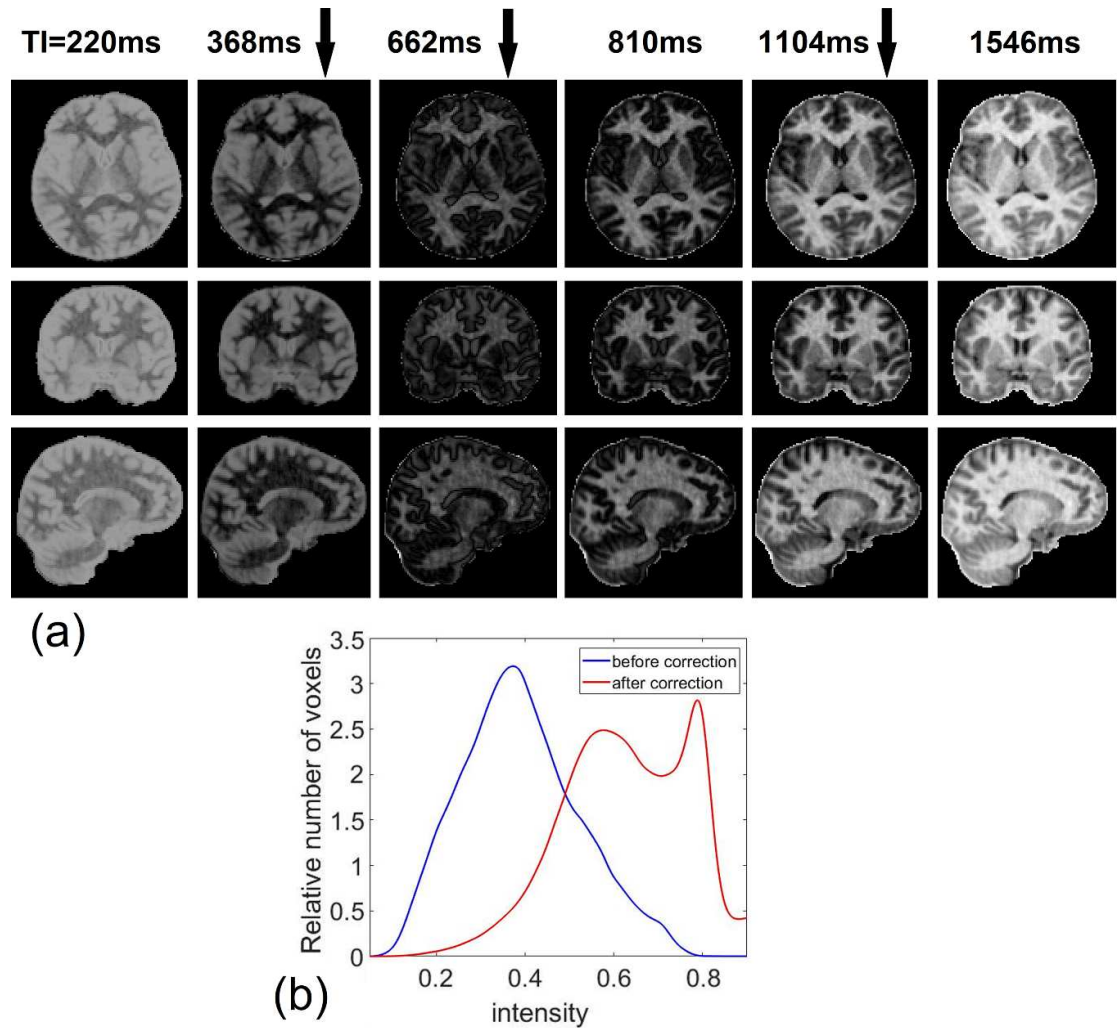 TI=220ms 368ms 662ms 810ms 1104ms 1546ms
(a)
3.5
3
2.5
2
1.5
1
0.5
0
Relative number of voxels
before correction
after correction
0.2 0.4 0.6 0.8
intensity
(b)